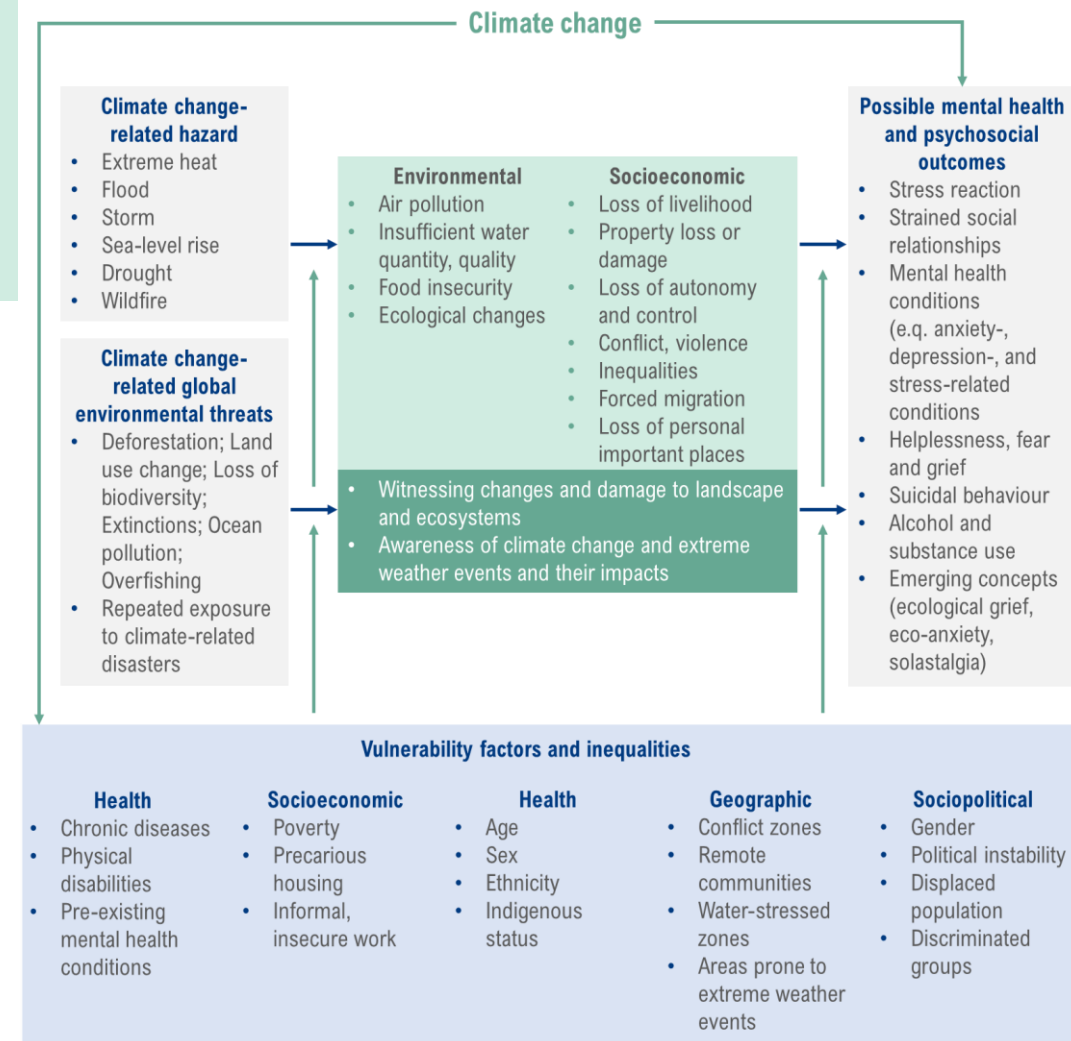 Climate change
Climate change-
related hazard
• Extreme heat
• Flood
• Storm
• Sea-level rise
• Drought
• Wildfire
Climate change-
related global
environmental threats
• Deforestation; Land
use change; Loss of
biodiversity;
Extinctions; Ocean
pollution;
Overfishing
• Repeated exposure
to climate-related
disasters
Environmental
• Air pollution
• Insufficient water
quantity, quality
• Food insecurity
• Ecological changes
Socioeconomic
• Loss of livelihood
• Property loss or
damage
• Loss of autonomy
and control
• Conflict, violence
• Inequalities
• Forced migration
• Loss of personal
important places
• Witnessing changes and damage to landscape
and ecosystems
• Awareness of climate change and extreme
weather events and their impacts
Possible mental health
and psychosocial
outcomes
• Stress reaction
• Strained social
relationships
• Mental health
conditions
(e.q. anxiety-,
depression-, and
stress-related
conditions
• Helplessness, fear
and grief
• Suicidal behaviour
• Alcohol and
substance use
• Emerging concepts
(ecological grief,
eco-anxiety,
solastalgia)
Vulnerability factors and inequalities
Health
• Chronic diseases
• Physical
disabilities
• Pre-existing
mental health
conditions
Socioeconomic
• Poverty
• Precarious
housing
• Informal,
insecure work
Health
• Age
• Sex
• Ethnicity
• Indigenous
status
Geographic
• Conflict zones
• Remote
communities
• Water-stressed
zones
• Areas prone to
extreme weather
events
Sociopolitical
• Gender
• Political instability
• Displaced
population
• Discriminated
groups